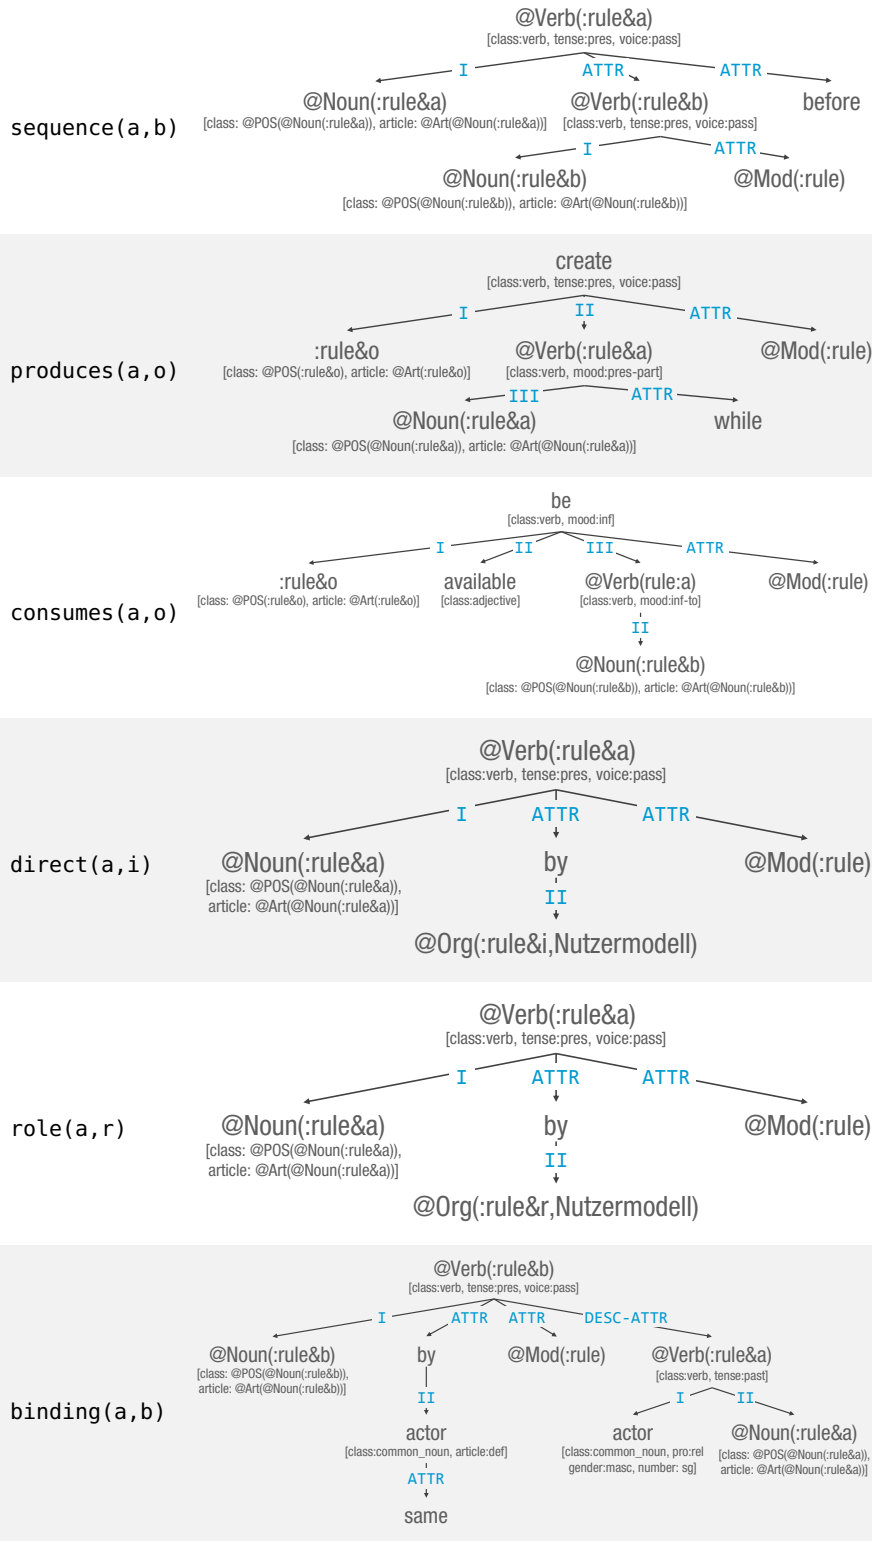 @Verb(:rule&a)
[class:verb, tense:pres, voice:pass]
I ATTR ATTR
@Noun(:rule&a) @Verb(:rule&b) before
sequence(a,b) [class: @POS(@Noun(:rule&a)), article: @Art(@Noun(:rule&a))] [class:verb, tense:pres, voice:pass]
I ATTR
@Noun(:rule&b) @Mod(:rule)
[class: @POS(@Noun(:rule&b)), article: @Art(@Noun(:rule&b))]
create
[class:verb, tense:pres, voice:pass]
I II ATTR
:rule&o @Verb(:rule&a) @Mod(:rule)
produces(a,o) [class: @POS(:rule&o), article: @Art(:rule&o)] [class:verb, mood:pres-part]
III ATTR
@Noun(:rule&a) while
[class: @POS(@Noun(:rule&a)), article: @Art(@Noun(:rule&a))]
be
[class:verb, mood:inf]
I II III ATTR
:rule&o available @Verb(rule:a) @Mod(:rule)
consumes(a,o) [class: @POS(:rule&o), article: @Art(:rule&o)] [class:adjective] [class:verb, mood:inf-to]
II
@Noun(:rule&b)
[class: @POS(@Noun(:rule&b)), article: @Art(@Noun(:rule&b))]
@Verb(:rule&a)
[class:verb, tense:pres, voice:pass]
I ATTR ATTR
direct(a,i) @Noun(:rule&a) by @Mod(:rule)
[class: @POS(@Noun(:rule&a)),
article: @Art(@Noun(:rule&a))]
II
@Org(:rule&i,Nutzermodell)
@Verb(:rule&a)
[class:verb, tense:pres, voice:pass]
I ATTR ATTR
role(a,r) @Noun(:rule&a) by @Mod(:rule)
[class: @POS(@Noun(:rule&a)),
article: @Art(@Noun(:rule&a))]
II
@Org(:rule&r,Nutzermodell)
@Verb(:rule&b)
[class:verb, tense:pres, voice:pass]
I ATTR ATTR DESC-ATTR
@Noun(:rule&b) by @Mod(:rule) @Verb(:rule&a)
[class: @POS(@Noun(:rule&b)), [class:verb, tense:past]
article: @Art(@Noun(:rule&b))]
II I II
binding(a,b) actor actor @Noun(:rule&a)
[class:common_noun, article:def] [class:common_noun, pro:rel [class: @POS(@Noun(:rule&a)),
gender:masc, number: sg] article: @Art(@Noun(:rule&a))]
ATTR
same